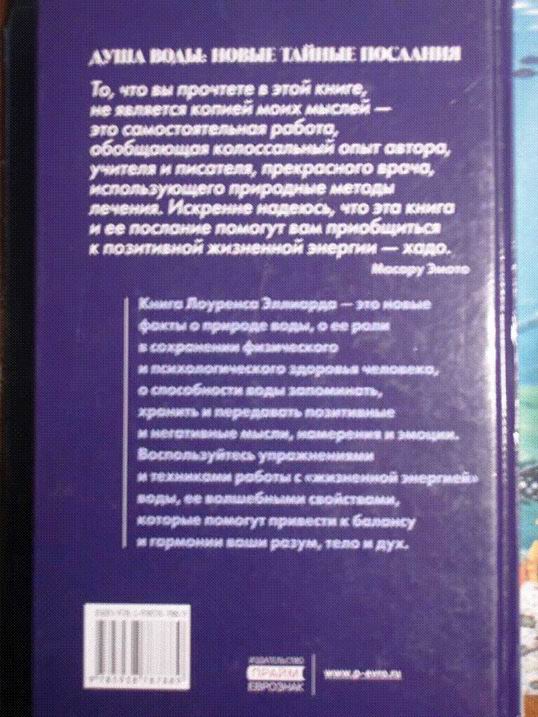 ДУША ВОДЫ: НОВЫЕ ТАЙНЫЕ ПОСЛАНИЯ
То, что вы прочтете в этой книге,
не является копией моих мыслей —
это самостоятельная работа,
обобщающая колоссальный опыт автора,
учителя и писателя, прекрасного врача,
использующего природные методы
лечения. Искренне надеюсь, что эта книга
и ее послание помогут вам приобщиться
к позитивной жизненной энергии — хадо.
Масару Эмото
Книга Лоуренса Эллиарда — это новые
факты о природе воды, о ее роли
в сохранении физического
и психологического здоровья человека,
о способности воды запоминать,
хранить и передавать позитивные
и негативные мысли, намерения и эмоции.
Воспользуйтесь упражнениями
и техниками работы с «жизненной энергией»
воды, ее волшебными свойствами,
которые помогут привести к балансу
и гармонии ваши разум, тело и дух.
ИЗДАТЕЛЬСТВО
ПРАЙМ
ЕВРОЗНАК
www.p-evro.ru